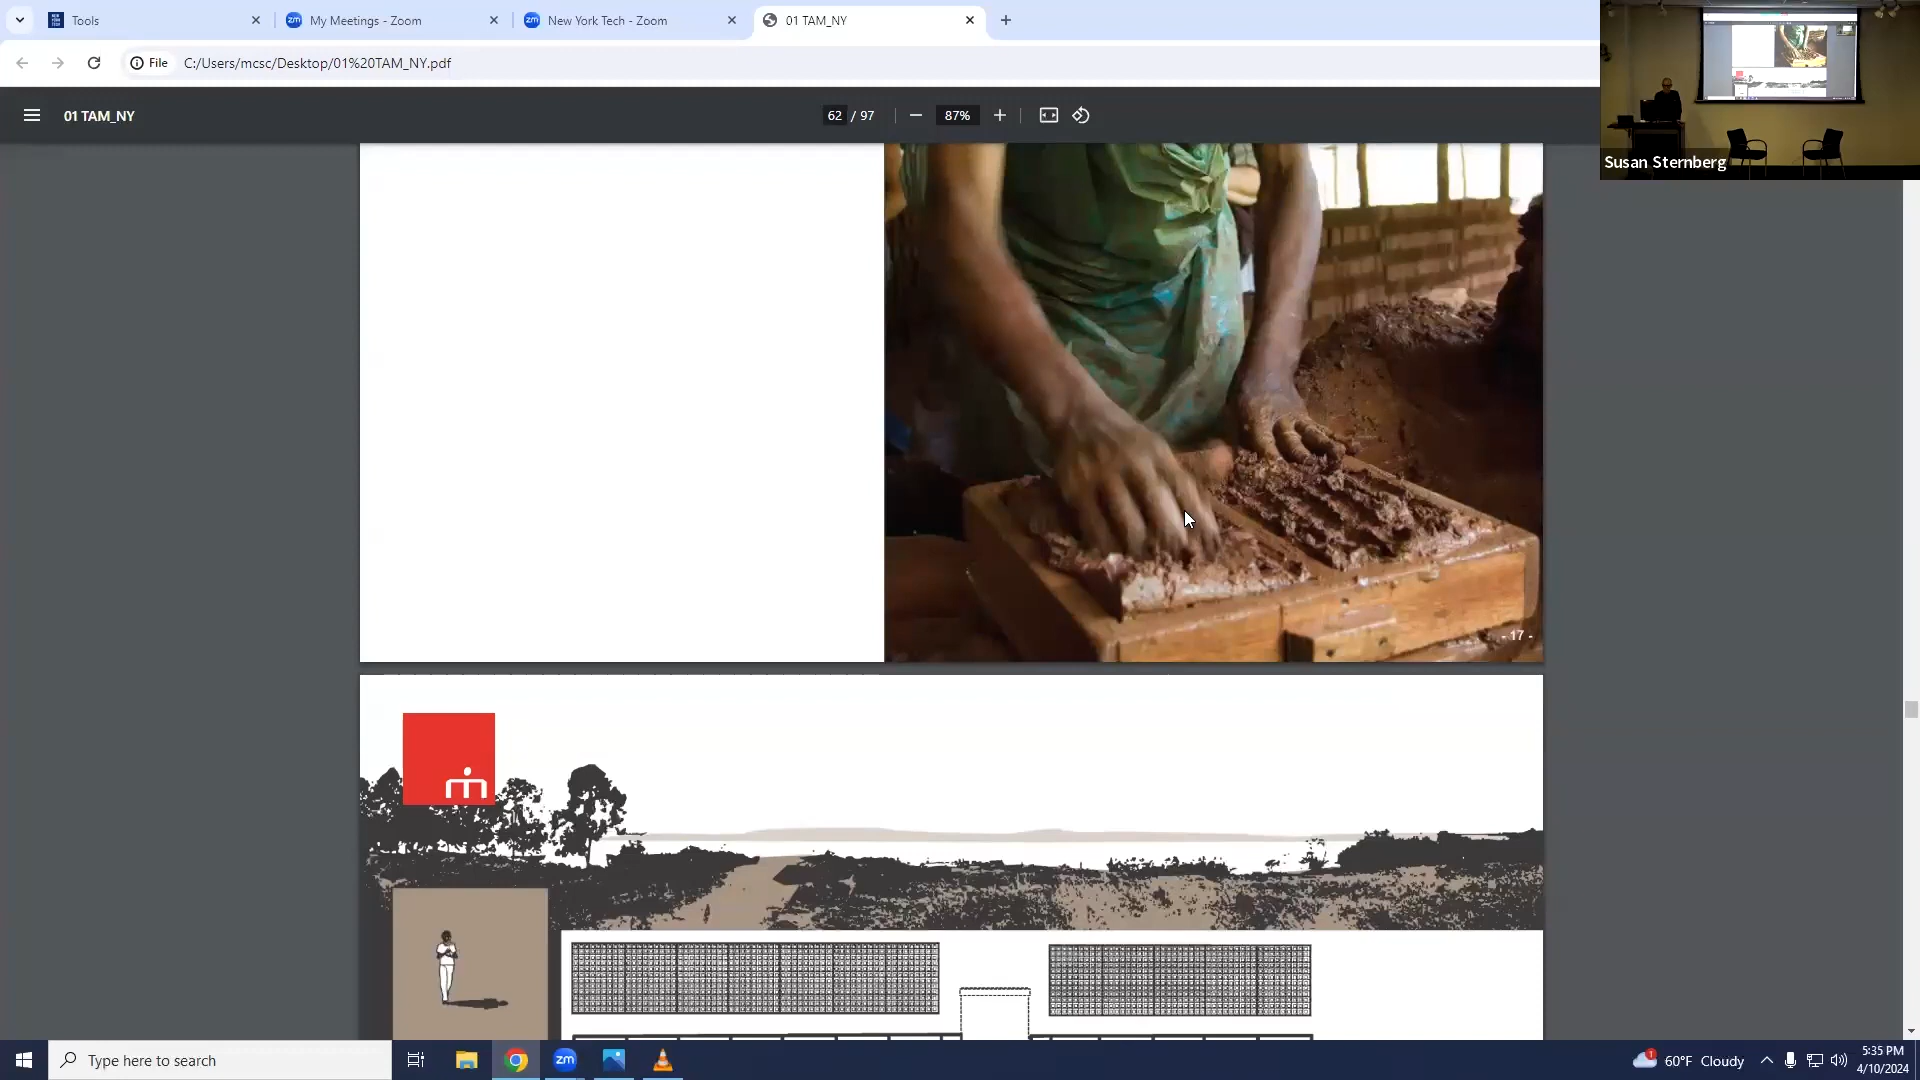 Tools
My Meetings - Zoom
New York Tech - Zoom
01 TAM_NY
File
C:/Users/mcsc/Desktop/01%20TAM_NY.pdf
01 TAM_NY
62 / 97
87%
Susan Sternberg
- 17 -
Type here to search
zm
60°F Cloudy
5:35 PM
4/10/2024